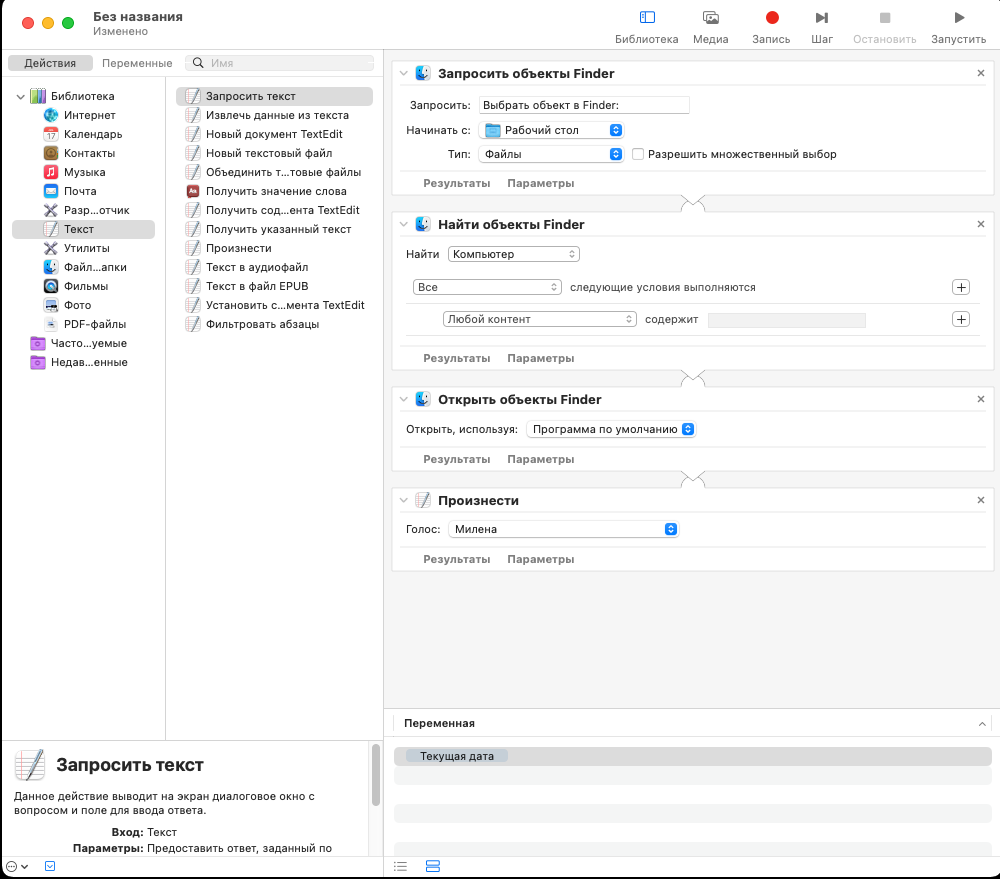 Без названия
Изменено
Библиотека
Медиа
Запись
Шаг
Остановить
Запустить
Действия
Переменные
Имя
Библиотека
Интернет
Календарь
Контакты
Музыка
Почта
Разр...отчик
Текст
Утилиты
Файл...апки
Фильмы
Фото
PDF-файлы
Часто...уемые
Недав...енные
Запросить текст
Извлечь данные из текста
Новый документ TextEdit
Новый текстовый файл
Объединить т...товые файлы
Получить значение слова
Получить сод...ента TextEdit
Получить указанный текст
Произнести
Текст в аудиофайл
Текст в файл EPUB
Установить с...мента TextEdit
Фильтровать абзацы
Запросить текст
Данное действие выводит на экран диалоговое окно с
вопросом и поле для ввода ответа.
Вход: Текст
Параметры: Предоставить ответ, заданный по
Запросить объекты Finder
Запросить: Выбрать объект в Finder:
Начинать с: Рабочий стол
Тип: Файлы Разрешить множественный выбор
Результаты Параметры
Найти объекты Finder
Найти Компьютер
Все следующие условия выполняются
Любой контент содержит
Результаты Параметры
Открыть объекты Finder
Открыть, используя: Программа по умолчанию
Результаты Параметры
Произнести
Голос: Милена
Результаты Параметры
Переменная
Текущая дата